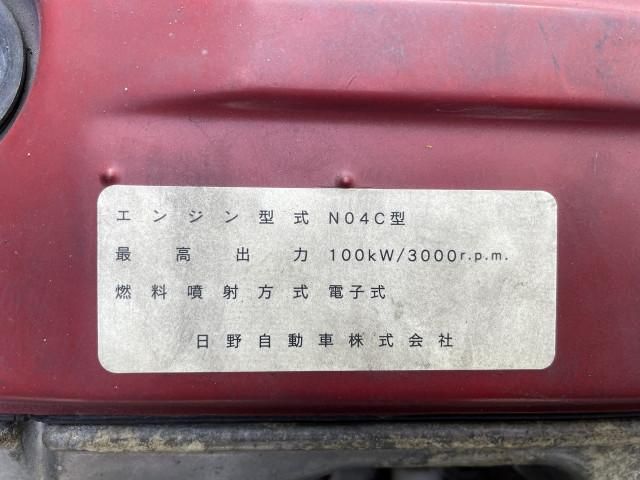 エンジン型式 N04C型
最高出力 100kW/3000r.p.m.
燃料噴射方式 電子式
日野自動車株式会社